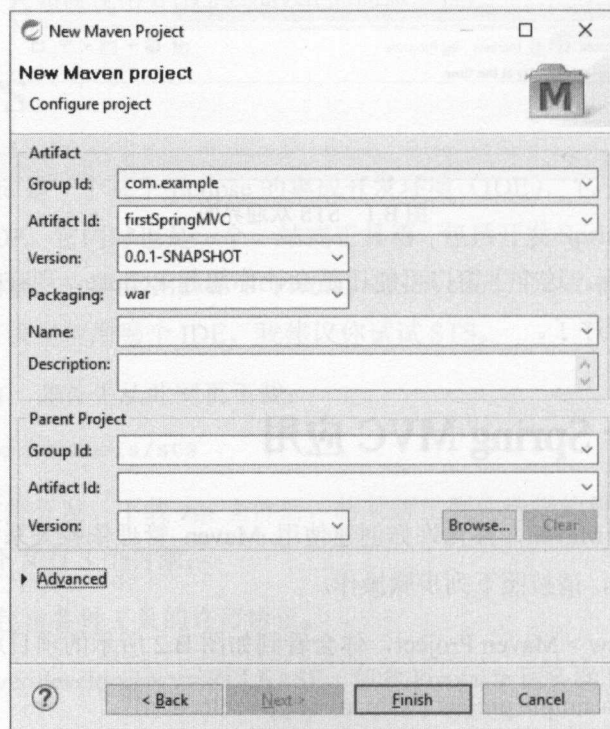 New Maven Project
New Maven project
Configure project
M
Artifact
Group Id: com.example
Artifact Id: firstSpringMVC
Version: 0.0.1-SNAPSHOT
Packaging: war
Name:
Description:
Parent Project
Group Id:
Artifact Id:
Version:
Browse... Clear
Advanced
? < Back Next > Finish Cancel